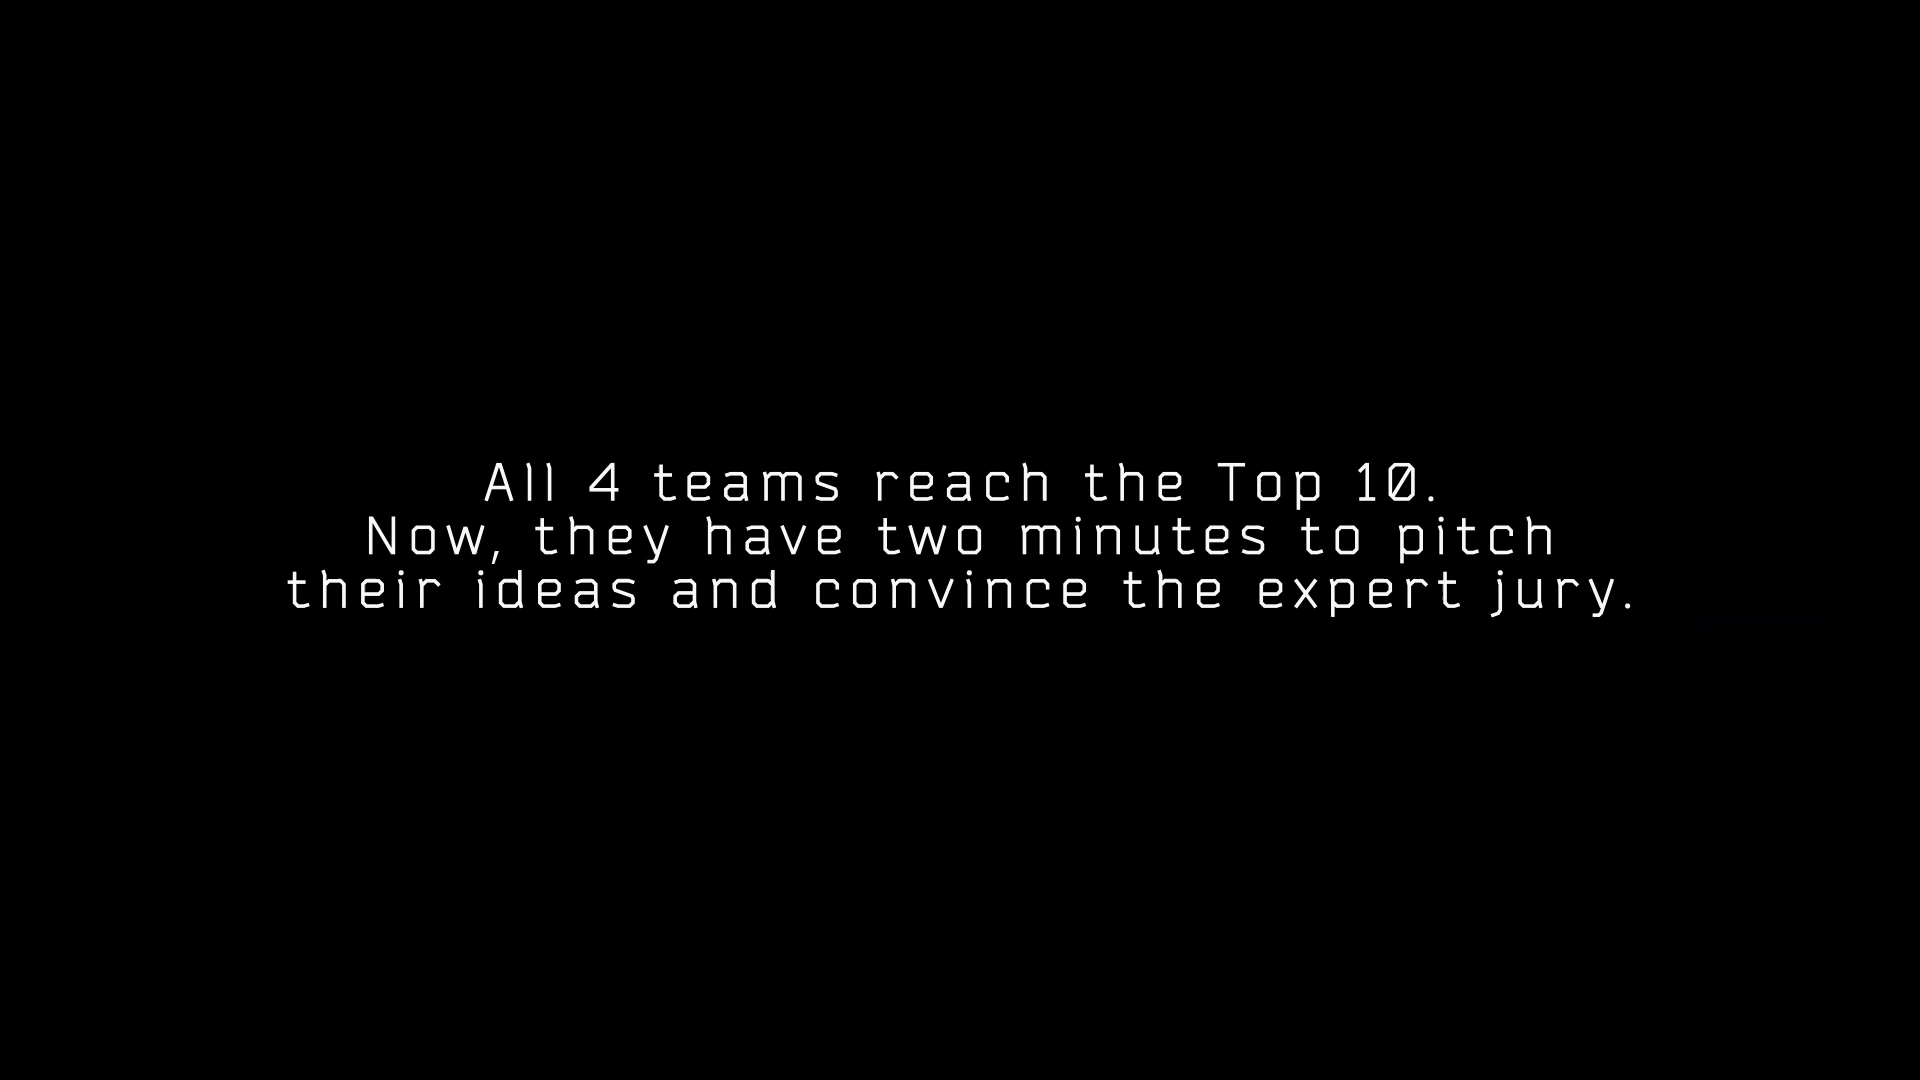 All 4 teams reach the Top 10.
Now, they have two minutes to pitch
their ideas and convince the expert jury.